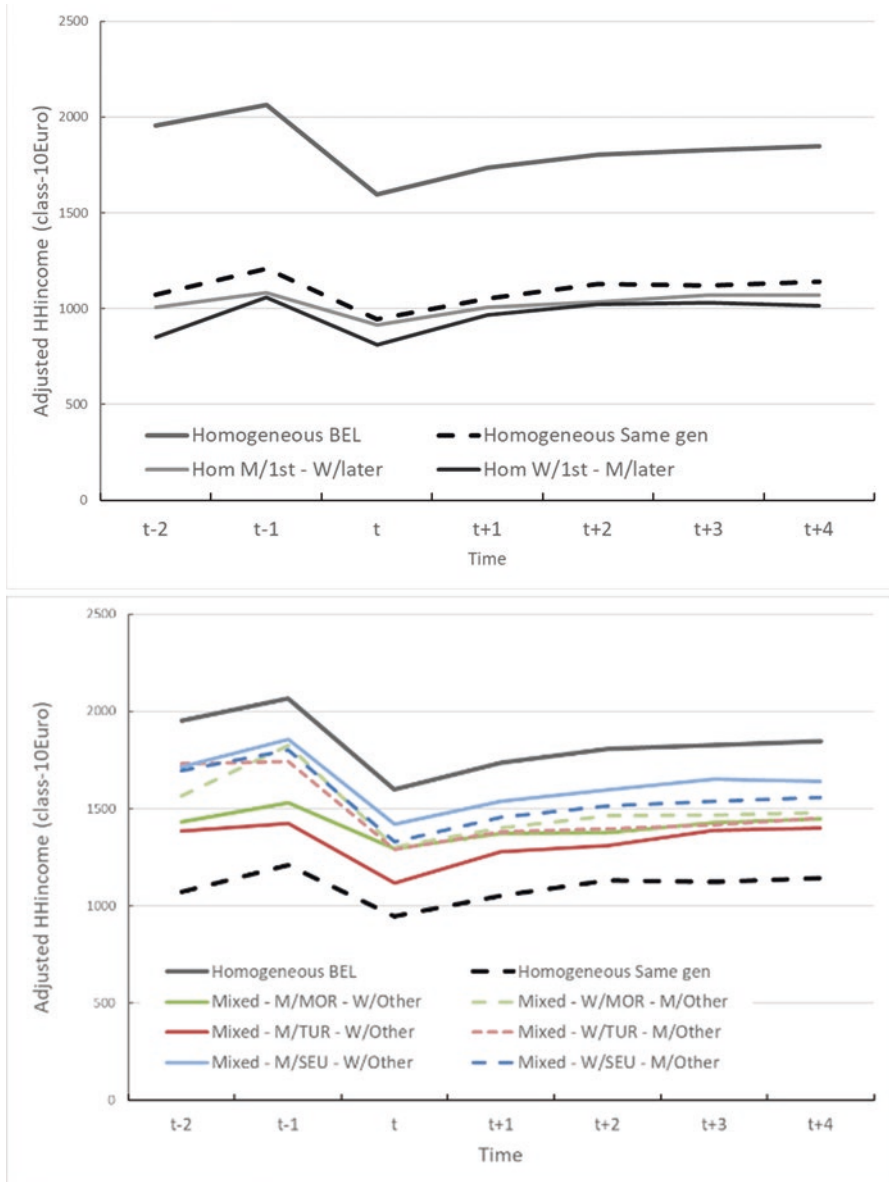 2500
2000
1500
1000
500
0
Adjusted HHincome (class-10Euro)
Homogeneous BEL
Homogeneous Same gen
Hom M/1st - W/later
Hom W/1st - M/later
t-2 t-1 t t+1 t+2 t+3 t+4
Time
2500
2000
1500
1000
500
0
Adjusted HHincome (class-10Euro)
Homogeneous BEL
Homogeneous Same gen
Mixed - M/MOR - W/Other
Mixed - W/MOR - M/Other
Mixed - M/TUR - W/Other
Mixed - W/TUR - M/Other
Mixed - M/SEU - W/Other
Mixed - W/SEU - M/Other
t-2 t-1 t t+1 t+2 t+3 t+4
Time